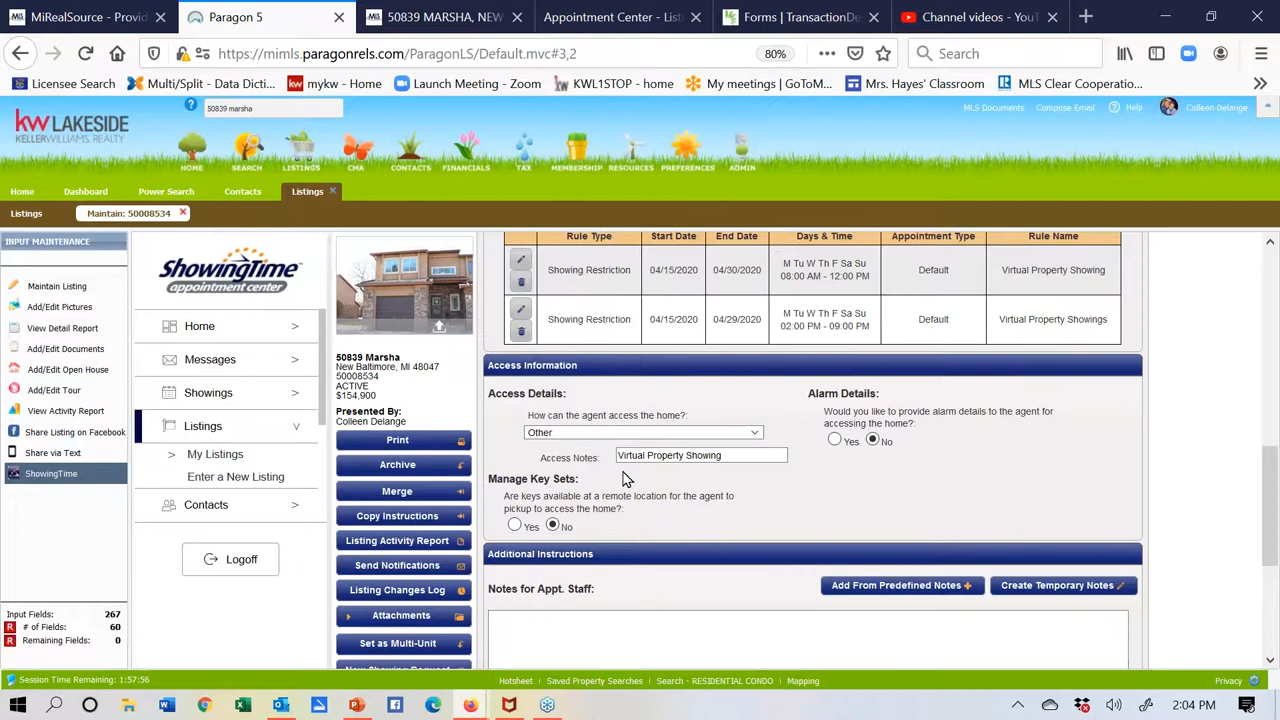 MiRealSource - Provid
Paragon 5
50839 MARSHA, NEW
Appointment Center - List
Forms | TransactionDe
Channel videos - YouT
https://mimls.paragonrels.com/ParagonLS/Default.mvc#3,2
80%
Search
Licensee Search
Multi/Split - Data Dicti...
mykw - Home
Launch Meeting - Zoom
KWL1STOP - home
My meetings | GoToM...
Mrs. Hayes' Classroom
MLS Clear Cooperatio...
50839 marsha
MLS Documents
Compose Email
Help
Colleen Delange
kw LAKESIDE
KELLERWILLIAMS. REALTY
HOME
SEARCH
LISTINGS
CMA
CONTACTS
FINANCIALS
TAX
MEMBERSHIP
RESOURCES
PREFERENCES
ADMIN
Home
Dashboard
Power Search
Contacts
Listings
Listings
Maintain: 50008534
INPUT MAINTENANCE
Maintain Listing
Add/Edit Pictures
View Detail Report
Add/Edit Documents
Add/Edit Open House
Add/Edit Tour
View Activity Report
Share Listing on Facebook
Share via Text
ShowingTime
Input Fields: 267
R # of Fields: 60
R Remaining Fields: 0
ShowingTime
appointment center
Home >
Messages >
Showings >
Listings
> My Listings
Enter a New Listing
Contacts >
Logoff
50839 Marsha
New Baltimore, MI 48047
50008534
ACTIVE
$154,900
Presented By:
Colleen Delange
Print
Archive
Merge
Copy Instructions
Listing Activity Report
Send Notifications
Listing Changes Log
Attachments
Set as Multi-Unit
New Showing Request
Rule Type
Start Date
End Date
Days & Time
Appointment Type
Rule Name
Showing Restriction
04/15/2020
04/30/2020
M Tu W Th F Sa Su
08:00 AM - 12:00 PM
Default
Virtual Property Showing
Showing Restriction
04/15/2020
04/29/2020
M Tu W Th F Sa Su
02:00 PM - 09:00 PM
Default
Virtual Property Showings
Access Information
Access Details:
How can the agent access the home?:
Other
Access Notes: Virtual Property Showing
Alarm Details:
Would you like to provide alarm details to the agent for
accessing the home?:
Yes No
Manage Key Sets:
Are keys available at a remote location for the agent to
pickup to access the home?:
Yes No
Additional Instructions
Notes for Appt. Staff:
Add From Predefined Notes
Create Temporary Notes
Session Time Remaining: 1:57:56
Hotsheet
Saved Property Searches
Search - RESIDENTIAL CONDO
Mapping
Privacy
2:04 PM